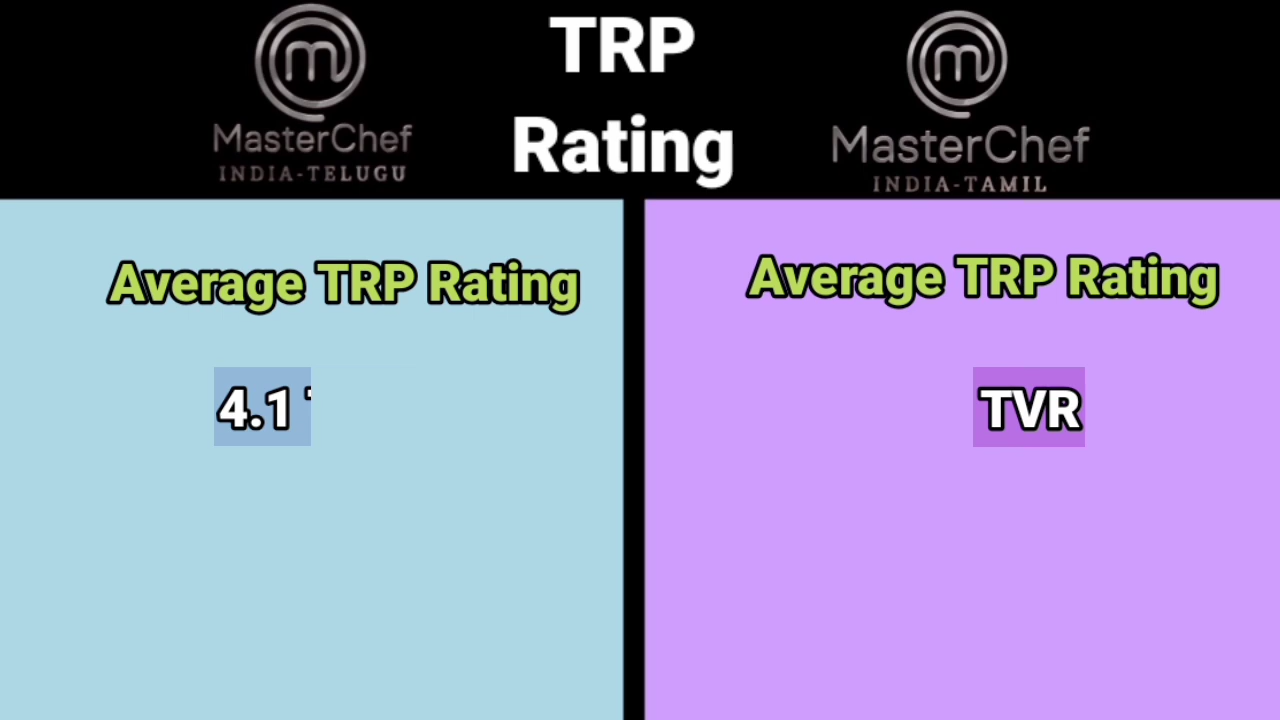 MasterChef
INDIA-TELUGU
TRP
Rating
MasterChef
INDIA-TAMIL
Average TRP Rating
4.1
Average TRP Rating
TVR